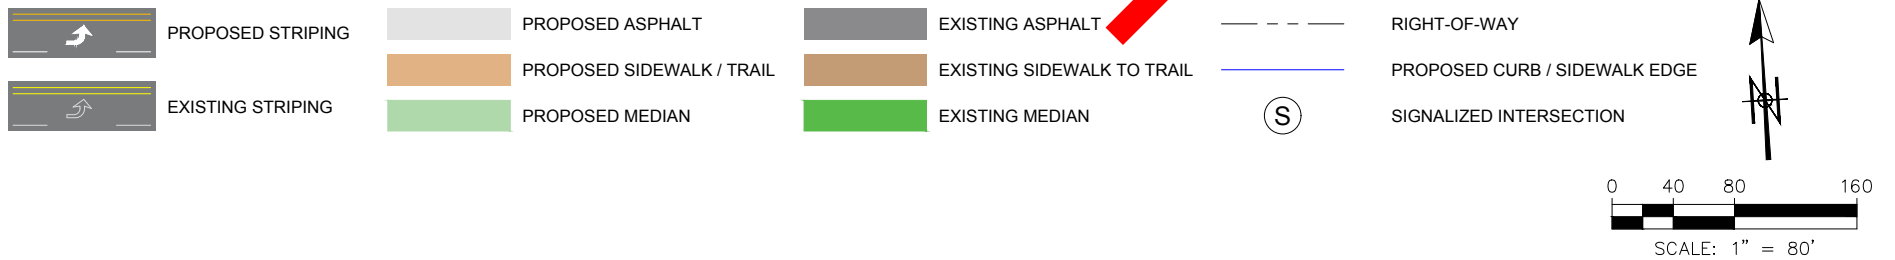 PROPOSED STRIPING
EXISTING STRIPING
PROPOSED ASPHALT
PROPOSED SIDEWALK / TRAIL
PROPOSED MEDIAN
EXISTING ASPHALT
EXISTING SIDEWALK TO TRAIL
EXISTING MEDIAN
RIGHT-OF-WAY
PROPOSED CURB / SIDEWALK EDGE
S SIGNALIZED INTERSECTION
N
0 40 80 160
SCALE: 1" = 80'